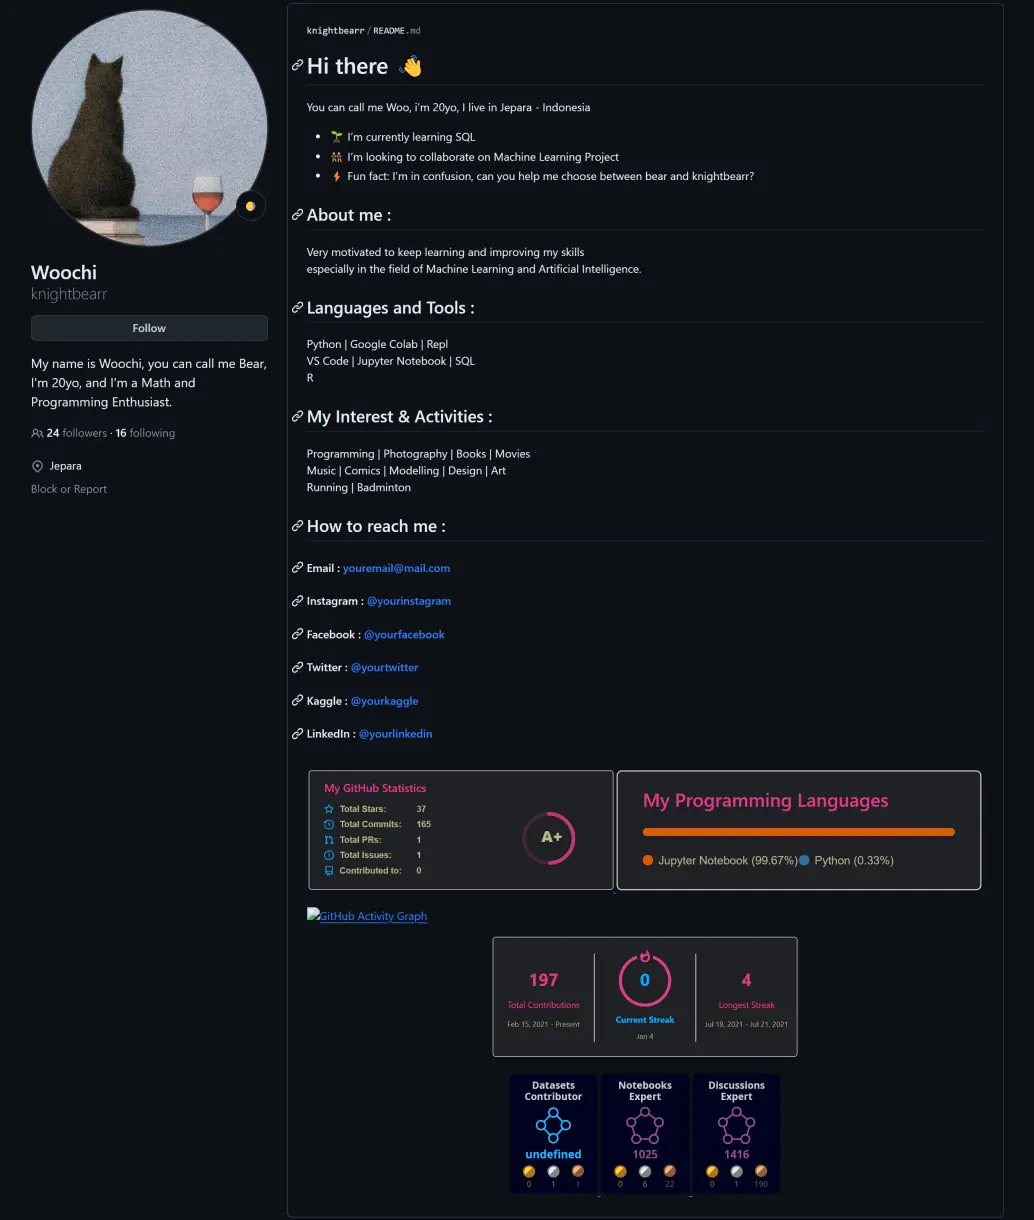 Woochi
knightbearr
Follow
My name is Woochi, you can call me Bear,
I'm 20yo, and I'm a Math and
Programming Enthusiast.
24 followers · 16 following
Jepara
Block or Report
knightbearr / README.md
Hi there 👋
You can call me Woo, i'm 20yo, I live in Jepara - Indonesia
• 🌱 I'm currently learning SQL
• 👯 I'm looking to collaborate on Machine Learning Project
• ⚡ Fun fact: I'm in confusion, can you help me choose between bear and knightbearr?
About me :
Very motivated to keep learning and improving my skills
especially in the field of Machine Learning and Artificial Intelligence.
Languages and Tools :
Python | Google Colab | Repl
VS Code | Jupyter Notebook | SQL
R
My Interest & Activities :
Programming | Photography | Books | Movies
Music | Comics | Modelling | Design | Art
Running | Badminton
How to reach me :
Email : youremail@mail.com
Instagram : @yourinstagram
Facebook : @yourfacebook
Twitter : @yourtwitter
Kaggle : @yourkaggle
LinkedIn : @yourlinkedin
My GitHub Statistics
Total Stars: 37
Total Commits: 165
Total PRs: 1
Total Issues: 1
Contributed to: 0
A+
My Programming Languages
Jupyter Notebook (99.67%) Python (0.33%)
GitHub Activity Graph
197
Total Contributions
Feb 15, 2021 - Present
0
Current Streak
Jan 4
4
Longest Streak
Jul 18, 2021 - Jul 21, 2021
Datasets
Contributor
undefined
0 1 1
Notebooks
Expert
1025
0 6 22
Discussions
Expert
1416
0 1 190